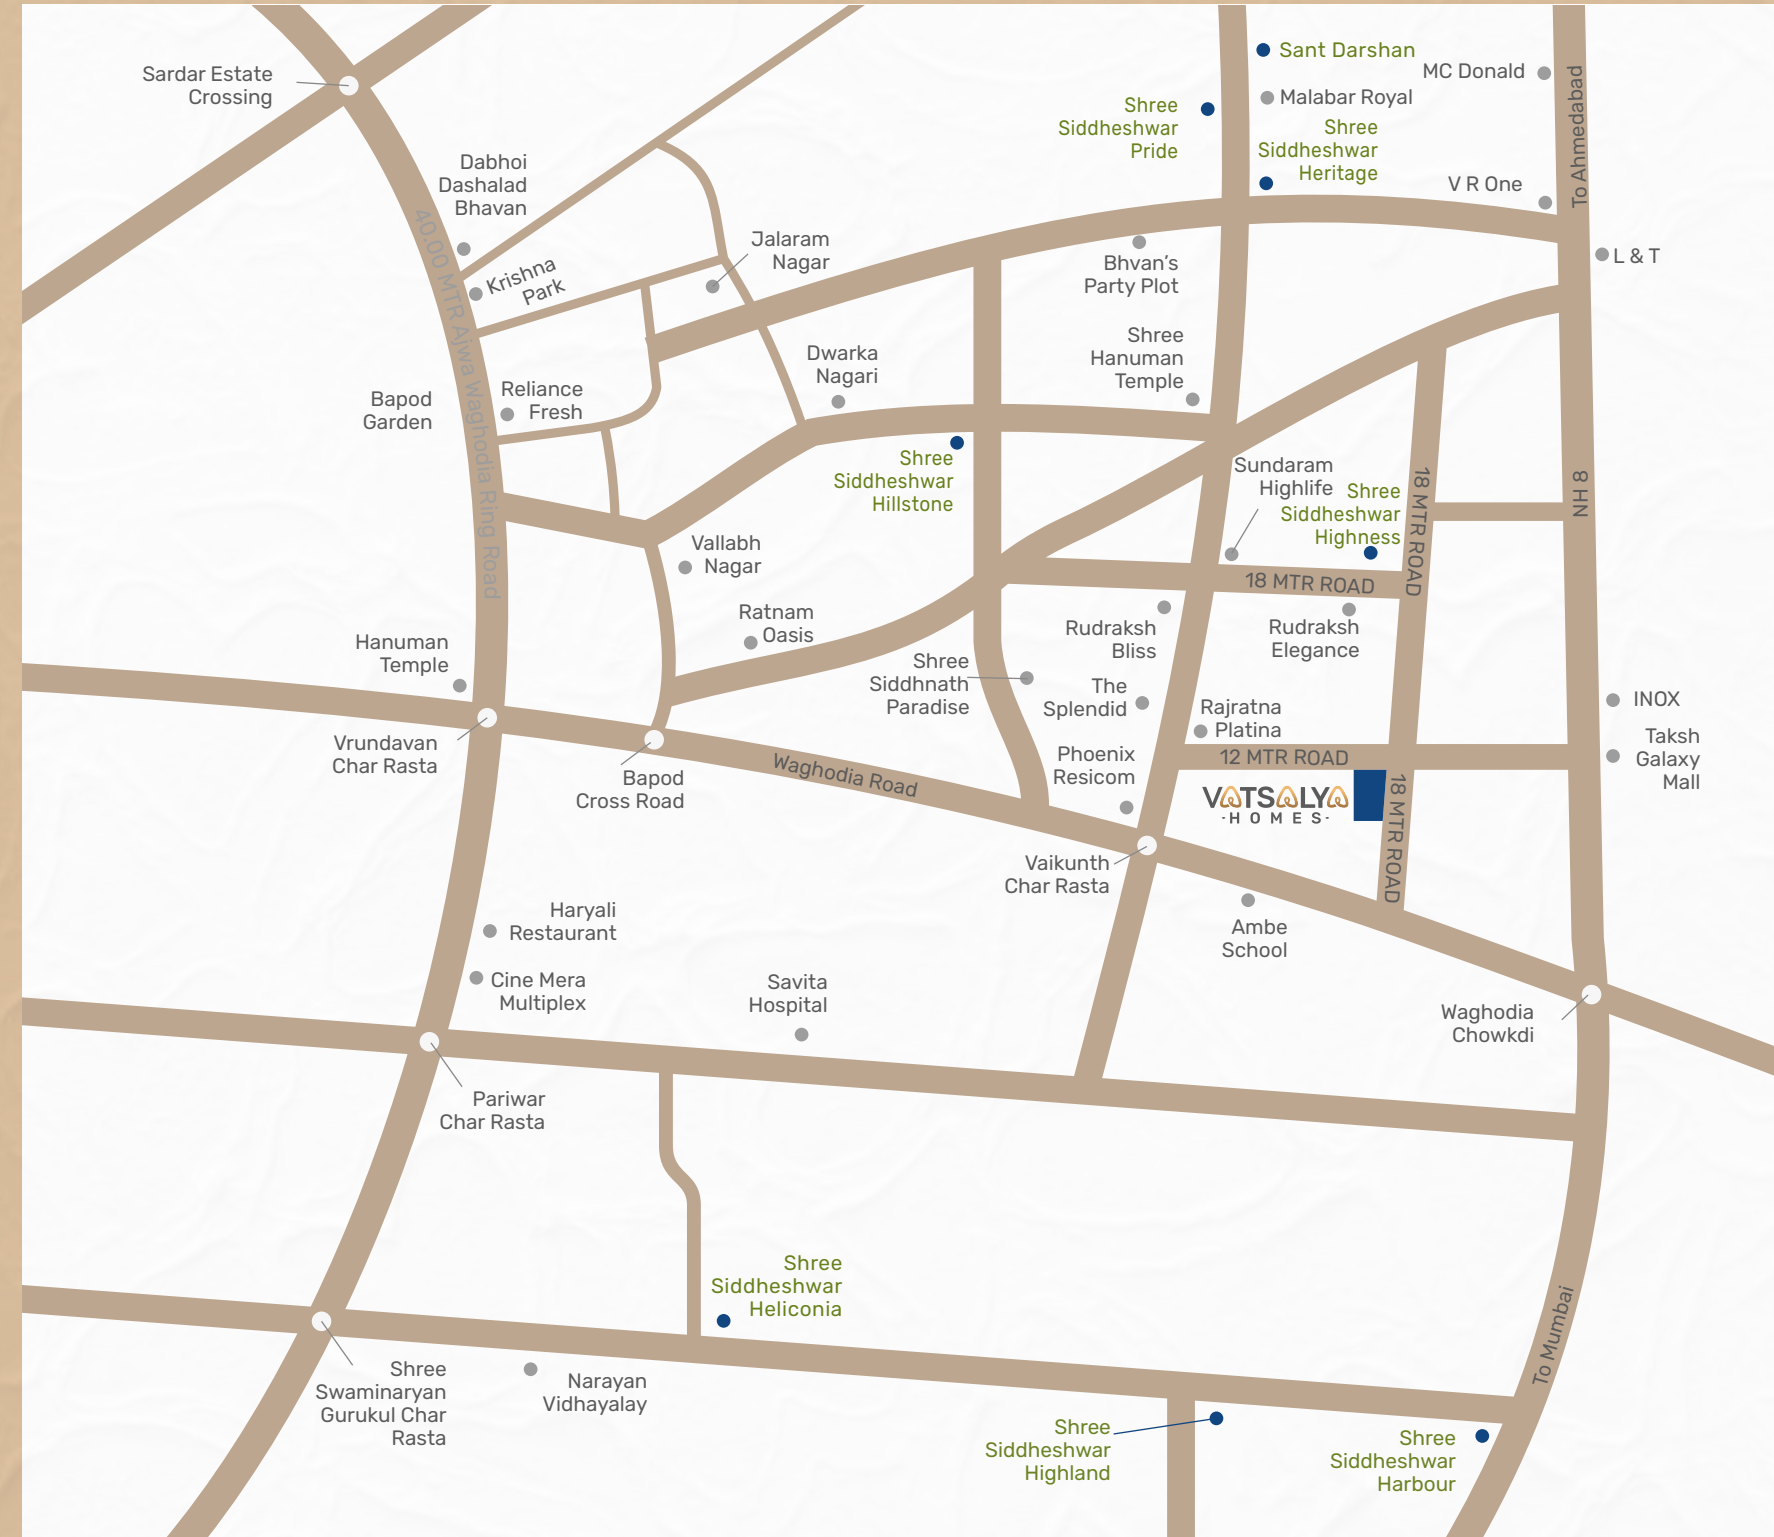 Sant Darshan
MC Donald
Malabar Royal
Sardar Estate
Crossing
Shree
Siddheshwar
Pride
Shree
Siddheshwar
Heritage
To Ahmedabad
V R One
L & T
Dabhoi
Dashalad
Bhavan
Krishna
Park
Jalaram
Nagar
Bhvan's
Party Plot
40.00 MTR Ajwa Waghodia Ring Road
Shree
Hanuman
Temple
Dwarka
Nagari
Bapod
Garden
Reliance
Fresh
Shree
Siddheshwar
Hillstone
Sundaram
Highlife
Shree
Siddheshwar
Highness
18 MTR ROAD
NH 8
18 MTR ROAD
Vallabh
Nagar
Ratnam
Oasis
Hanuman
Temple
Rudraksh
Bliss
Rudraksh
Elegance
Shree
Siddhnath
Paradise
The
Splendid
Rajratna
Platina
INOX
Taksh
Galaxy
Mall
Vrundavan
Char Rasta
Bapod
Cross Road
Waghodia Road
Phoenix
Resicom
12 MTR ROAD
VATSALYA
·HOMES·
18 MTR ROAD
Vaikunth
Char Rasta
Ambe
School
Haryali
Restaurant
Cine Mera
Multiplex
Savita
Hospital
Waghodia
Chowkdi
Pariwar
Char Rasta
Shree
Siddheshwar
Heliconia
To Mumbai
Shree
Swaminaryan
Gurukul Char
Rasta
Narayan
Vidhayalay
Shree
Siddheshwar
Highland
Shree
Siddheshwar
Harbour